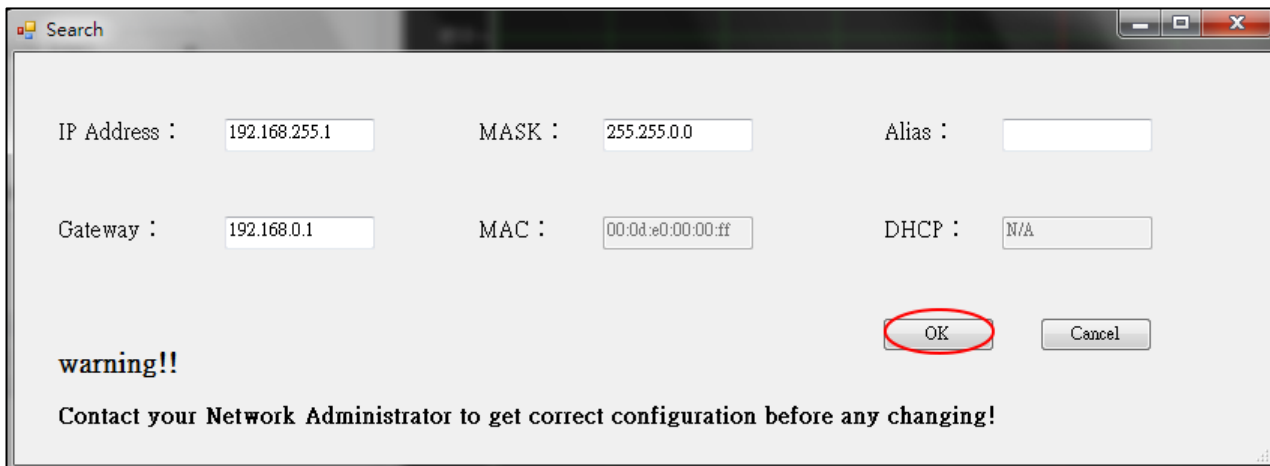 Search
IP Address： 192.168.255.1 MASK： 255.255.0.0 Alias：
Gateway： 192.168.0.1 MAC： 00:0d:e0:00:00:ff DHCP： N/A
OK Cancel
warning!!
Contact your Network Administrator to get correct configuration before any changing!